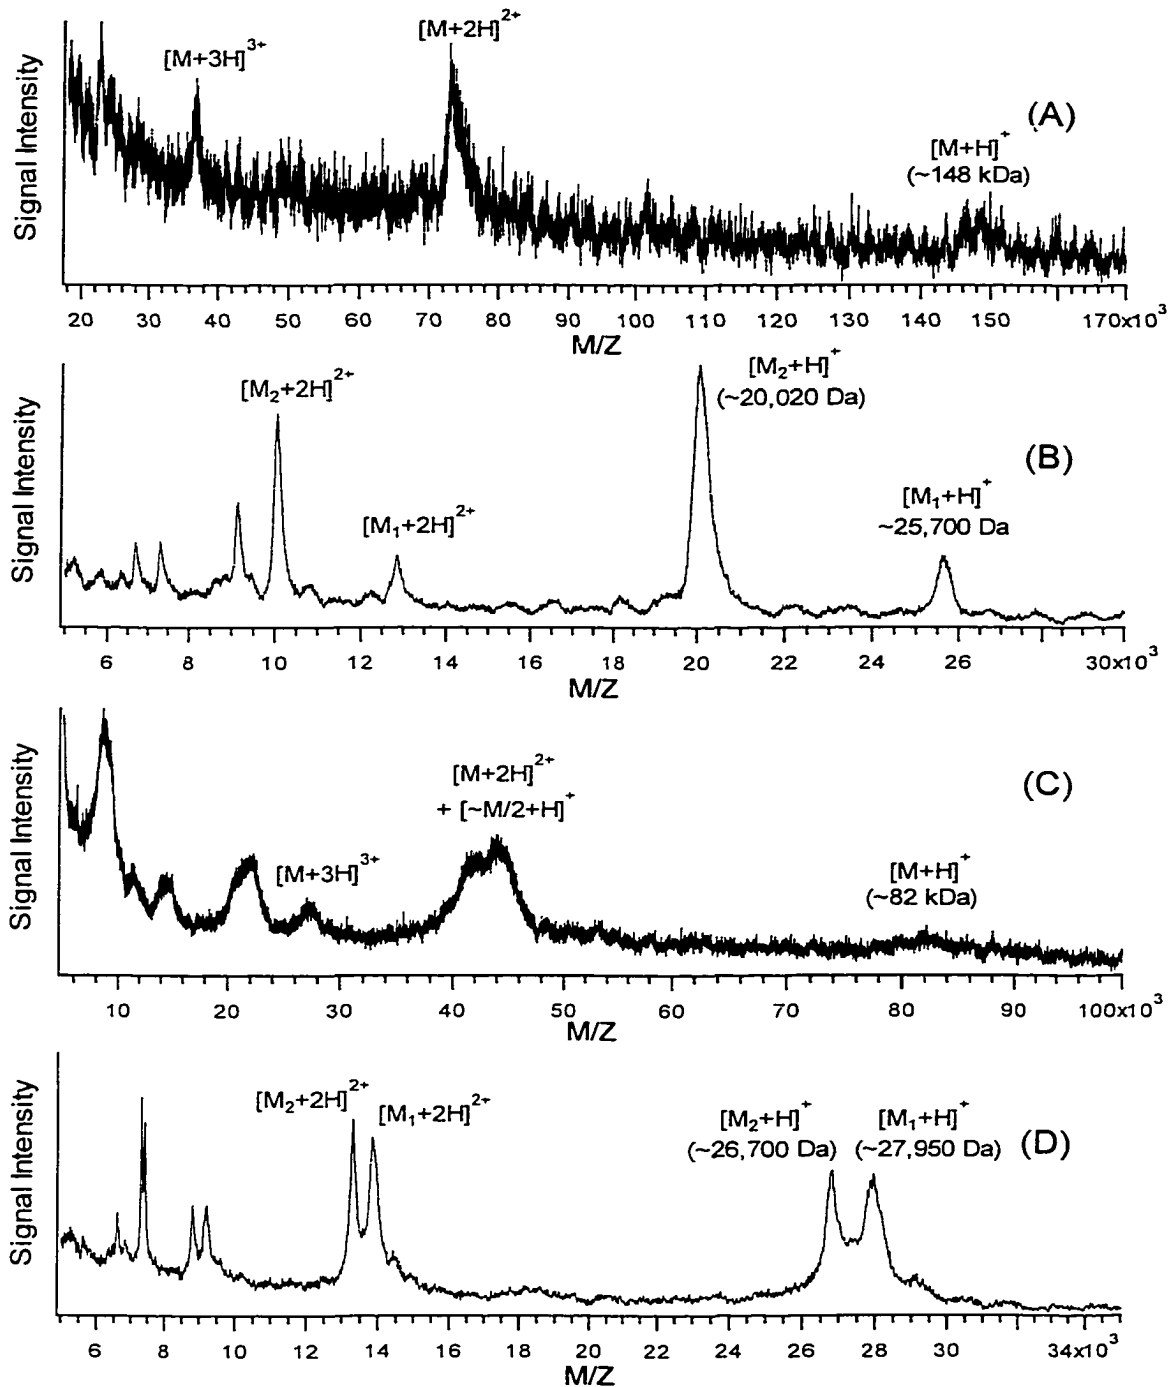 Signal Intensity
[M+3H]³⁺
[M+2H]²⁺
(A)
[M+H]⁺
(~148 kDa)
20 30 40 50 60 70 80 90 100 110 120 130 140 150 170x10³
M/Z
Signal Intensity
[M₂+2H]²⁺
[M₁+2H]²⁺
[M₂+H]⁺
(~20,020 Da)
(B)
[M₁+H]⁺
~25,700 Da
6 8 10 12 14 16 18 20 22 24 26 30x10³
M/Z
Signal Intensity
[M+3H]³⁺
[M+2H]²⁺
+ [~M/2+H]⁺
(C)
[M+H]⁺
(~82 kDa)
10 20 30 40 50 60 70 80 90 100x10³
M/Z
Signal Intensity
[M₂+2H]²⁺
[M₁+2H]²⁺
[M₂+H]⁺
(~26,700 Da)
[M₁+H]⁺
(~27,950 Da)
(D)
6 8 10 12 14 16 18 20 22 24 26 28 30 34x10³
M/Z